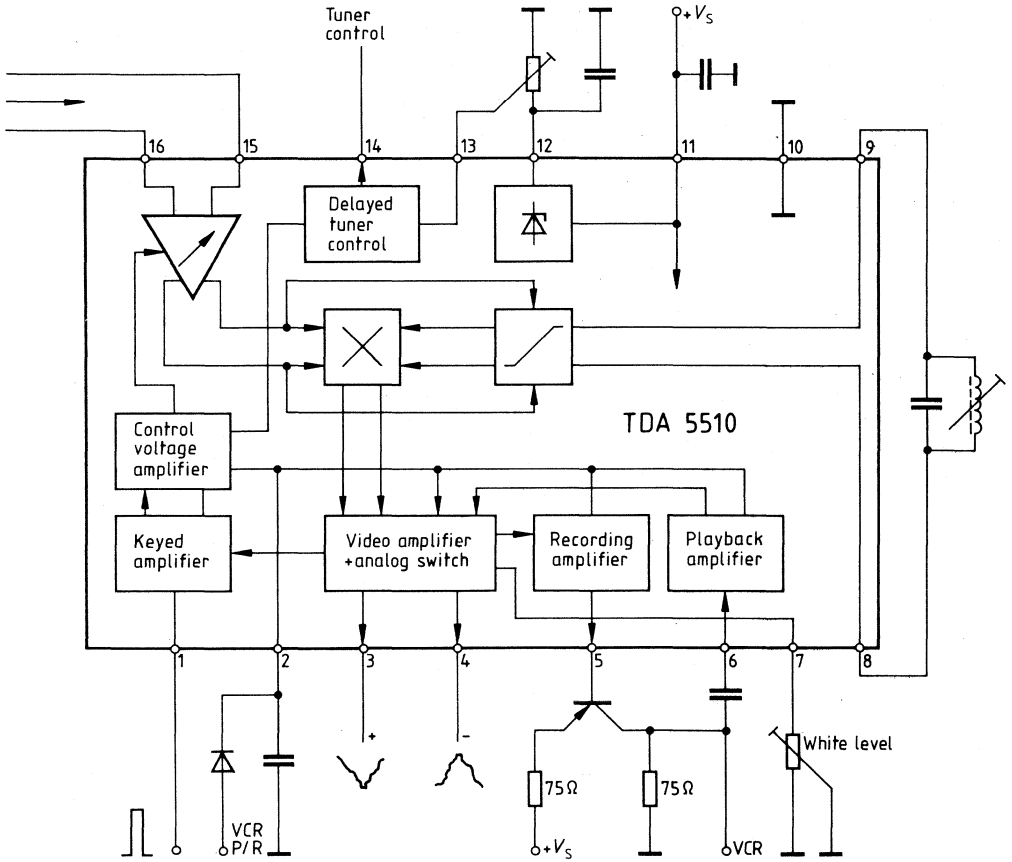 Tuner
control
+Vs
16
15
14
13
12
11
10
9
Delayed
tuner
control
TDA 5510
Control
voltage
amplifier
Keyed
amplifier
Video amplifier
+analog switch
Recording
amplifier
Playback
amplifier
1
2
3
4
5
6
7
8
+
-
White level
75Ω
75Ω
VCR
P/R
+Vs
VCR